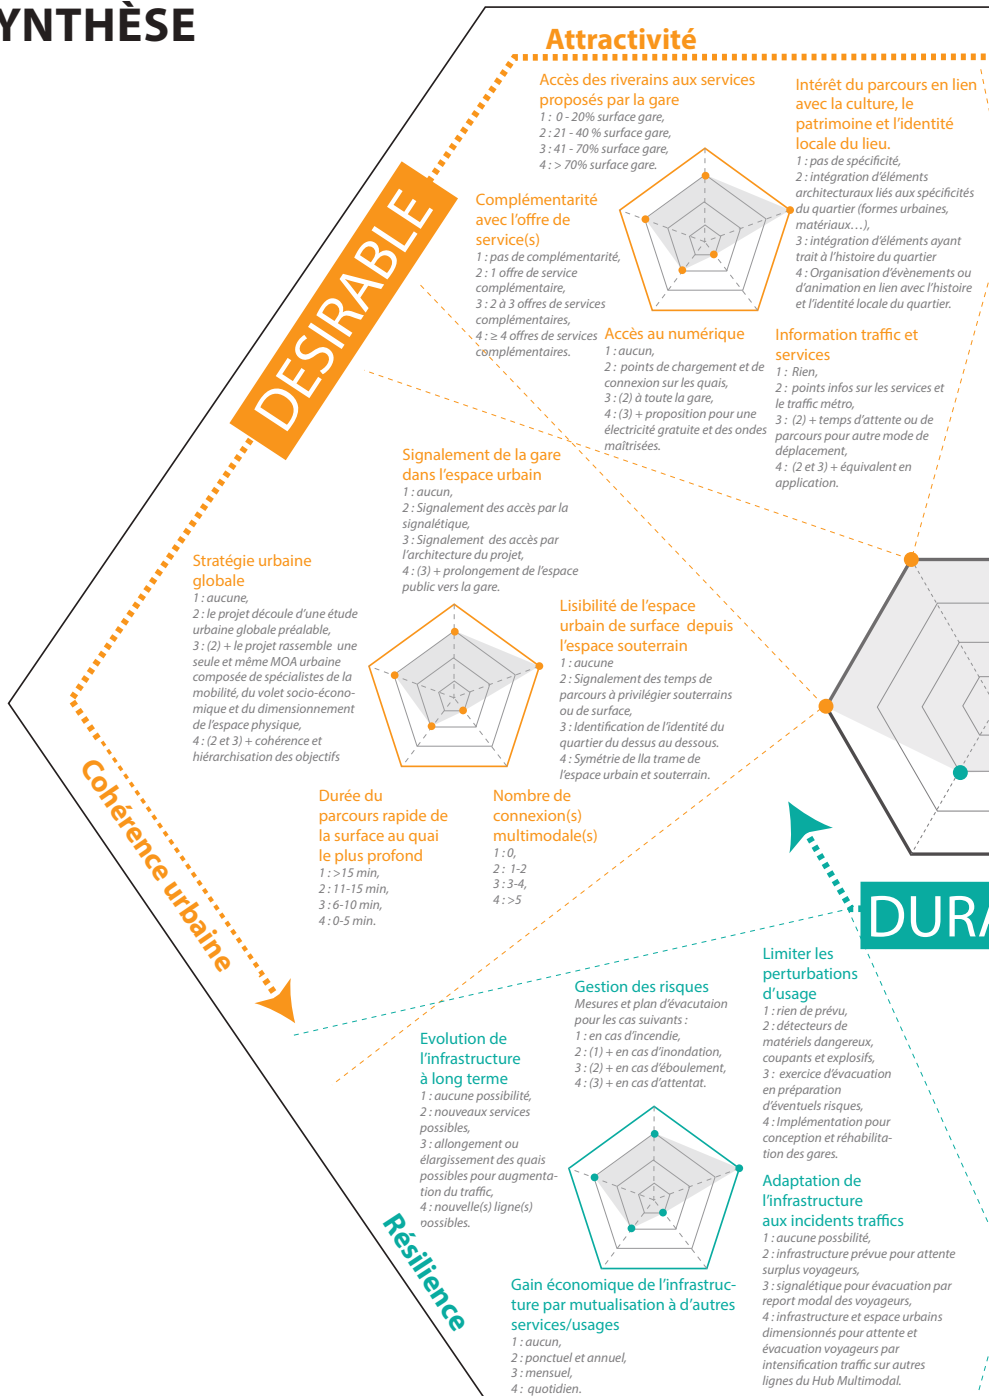 YNTHÈSE
Attractivité
Accès des riverains aux services
proposés par la gare
1 : 0 - 20% surface gare,
2 : 21 - 40 % surface gare,
3 : 41 - 70% surface gare,
4 : > 70% surface gare.
Intérêt du parcours en lien
avec la culture, le
patrimoine et l'identité
locale du lieu.
1 : pas de spécificité,
2 : intégration d'éléments
architecturaux liés aux spécificités
du quartier (formes urbaines,
matériaux…),
3 : intégration d'éléments ayant
trait à l'histoire du quartier
4 : Organisation d'évènements ou
d'animation en lien avec l'histoire
et l'identité locale du quartier.
Complémentarité
avec l'offre de
service(s)
1 : pas de complémentarité,
2 : 1 offre de service
complémentaire,
3 : 2 à 3 offres de services
complémentaires,
4 : ≥ 4 offres de services
complémentaires.
Accès au numérique
1 : aucun,
2 : points de chargement et de
connexion sur les quais,
3 : (2) à toute la gare,
4 : (3) + proposition pour une
électricité gratuite et des ondes
maîtrisées.
Information traffic et
services
1 : Rien,
2 : points infos sur les services et
le traffic métro,
3 : (2) + temps d'attente ou de
parcours pour autre mode de
déplacement,
4 : (2 et 3) + équivalent en
application.
DESIRABLE
Signalement de la gare
dans l'espace urbain
1 : aucun,
2 : Signalement des accès par la
signalétique,
3 : Signalement des accès par
l'architecture du projet,
4 : (3) + prolongement de l'espace
public vers la gare.
Stratégie urbaine
globale
1 : aucune,
2 : le projet découle d'une étude
urbaine globale préalable,
3 : (2) + le projet rassemble une
seule et même MOA urbaine
composée de spécialistes de la
mobilité, du volet socio-écono-
mique et du dimensionnement
de l'espace physique,
4 : (2 et 3) + cohérence et
hiérarchisation des objectifs
Lisibilité de l'espace
urbain de surface depuis
l'espace souterrain
1 : aucune
2 : Signalement des temps de
parcours à privilégier souterrains
ou de surface,
3 : Identification de l'identité du
quartier du dessus au dessous.
4 : Symétrie de lla trame de
l'espace urbain et souterrain.
Durée du
parcours rapide de
la surface au quai
le plus profond
1 : >15 min,
2 : 11-15 min,
3 : 6-10 min,
4 : 0-5 min.
Nombre de
connexion(s)
multimodale(s)
1 : 0,
2 : 1-2
3 : 3-4,
4 : >5
Cohérence urbaine
DURA
Limiter les
perturbations
d'usage
1 : rien de prévu,
2 : détecteurs de
matériels dangereux,
coupants et explosifs,
3 : exercice d'évacuation
en préparation
d'éventuels risques,
4 : Implémentation pour
conception et réhabilita-
tion des gares.
Gestion des risques
Mesures et plan d'évacutaion
pour les cas suivants :
1 : en cas d'incendie,
2 : (1) + en cas d'inondation,
3 : (2) + en cas d'éboulement,
4 : (3) + en cas d'attentat.
Evolution de
l'infrastructure
à long terme
1 : aucune possibilité,
2 : nouveaux services
possibles,
3 : allongement ou
élargissement des quais
possibles pour augmenta-
tion du traffic,
4 : nouvelle(s) ligne(s)
possibles.
Adaptation de
l'infrastructure
aux incidents traffics
1 : aucune possbilité,
2 : infrastructure prévue pour attente
surplus voyageurs,
3 : signalétique pour évacuation par
report modal des voyageurs,
4 : infrastructure et espace urbains
dimensionnés pour attente et
évacuation voyageurs par
intensification traffic sur autres
lignes du Hub Multimodal.
Résilience
Gain économique de l'infrastruc-
ture par mutualisation à d'autres
services/usages
1 : aucun,
2 : ponctuel et annuel,
3 : mensuel,
4 : quotidien.